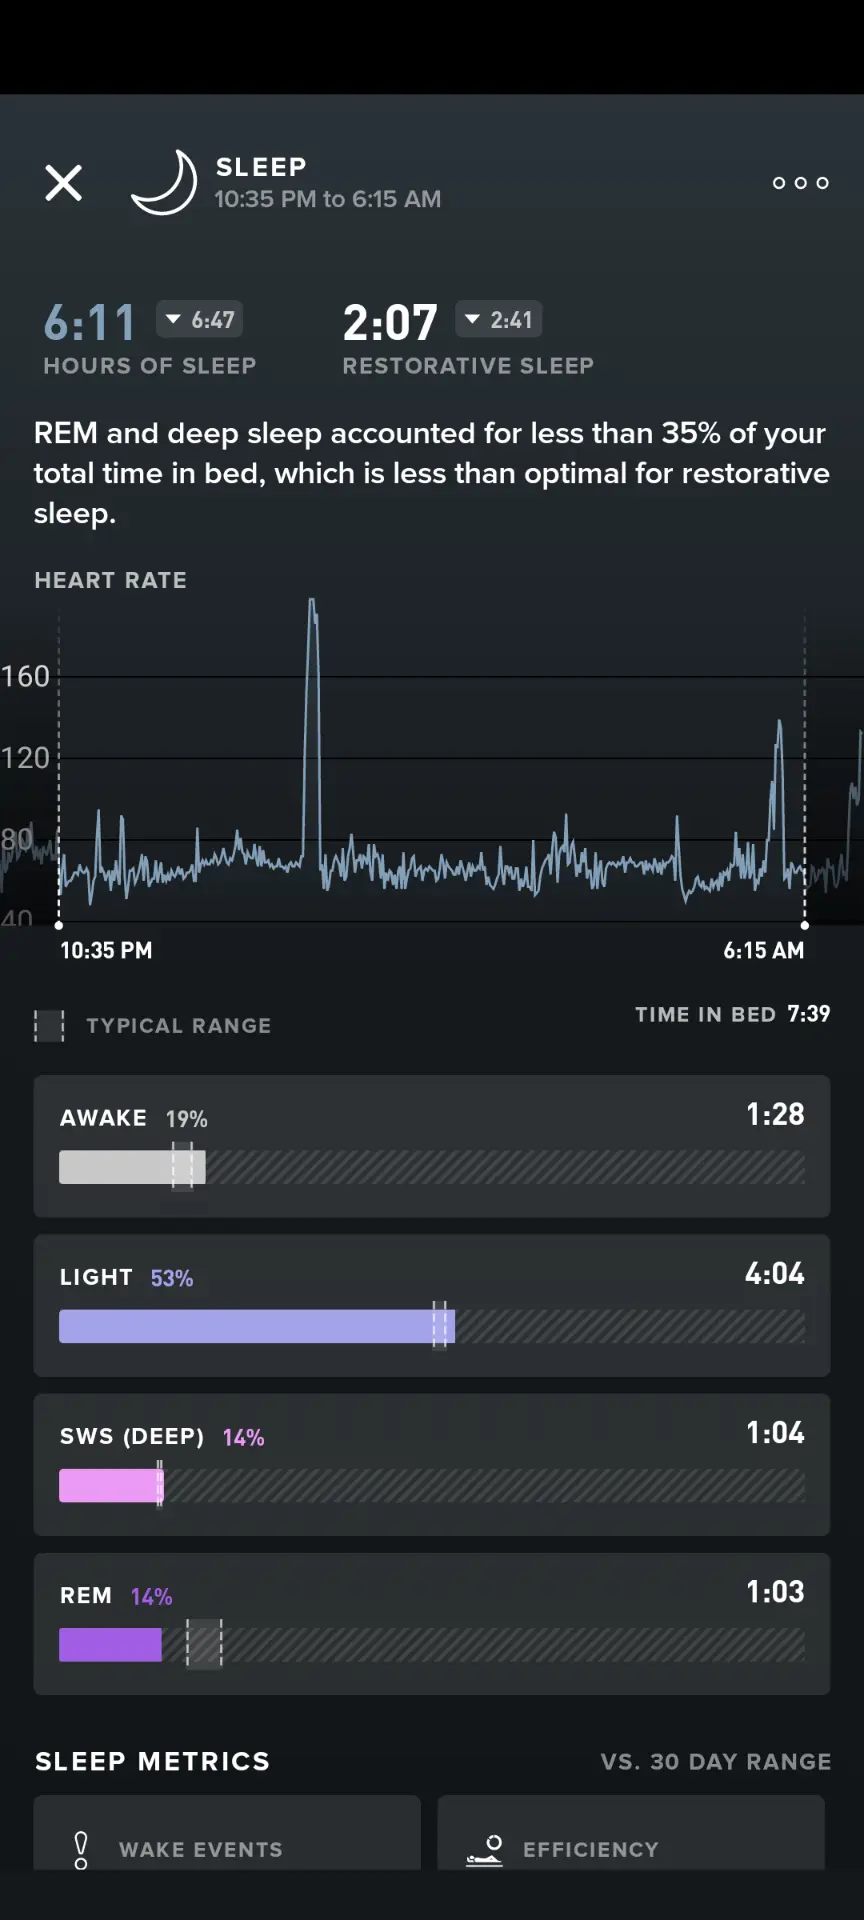 SLEEP
10:35 PM to 6:15 AM
6:11 6:47 2:07 2:41
HOURS OF SLEEP RESTORATIVE SLEEP
REM and deep sleep accounted for less than 35% of your
total time in bed, which is less than optimal for restorative
sleep.
HEART RATE
160
120
80
40
10:35 PM 6:15 AM
TYPICAL RANGE TIME IN BED 7:39
AWAKE 19% 1:28
LIGHT 53% 4:04
SWS (DEEP) 14% 1:04
REM 14% 1:03
SLEEP METRICS VS. 30 DAY RANGE
WAKE EVENTS EFFICIENCY